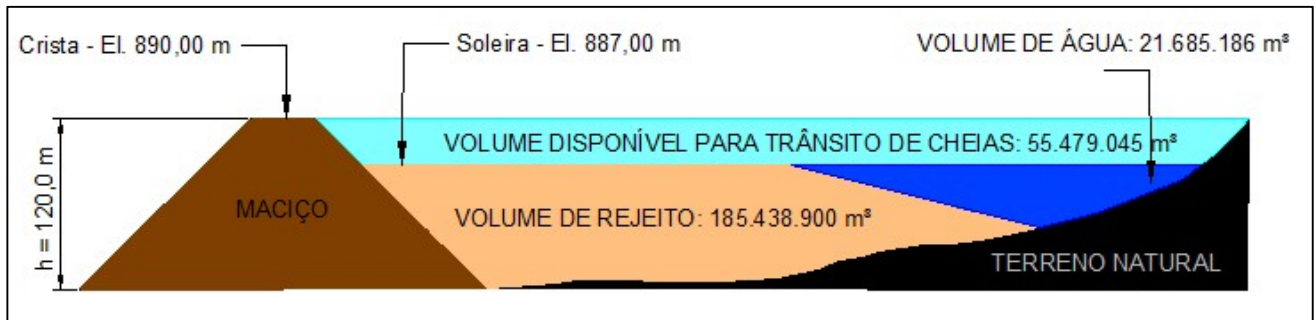 Crista - El. 890,00 m
Soleira - El. 887,00 m
VOLUME DE ÁGUA: 21.685.186 m³
VOLUME DISPONÍVEL PARA TRÂNSITO DE CHEIAS: 55.479.045 m³
h = 120,0 m
MACIÇO
VOLUME DE REJEITO: 185.438.900 m³
TERRENO NATURAL